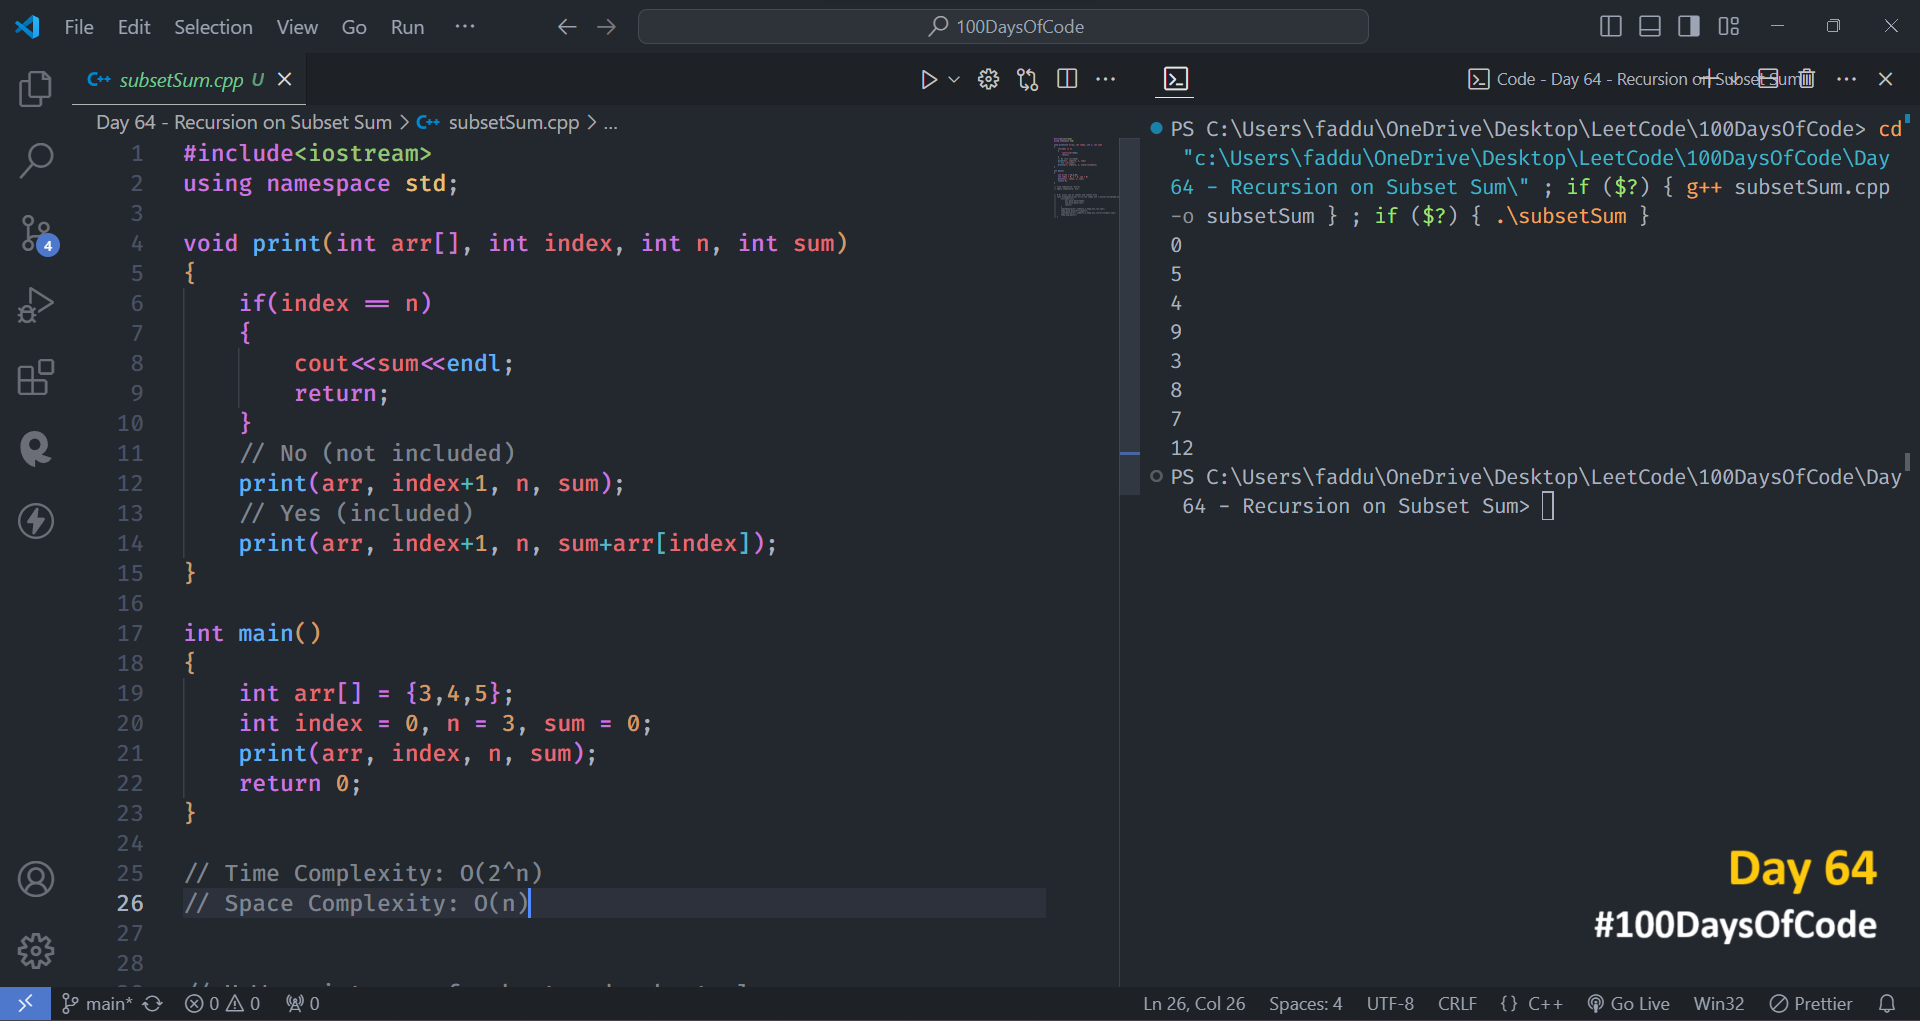 File Edit Selection View Go Run ··· ← → 100DaysOfCode
C++ subsetSum.cpp U
Day 64 - Recursion on Subset Sum > C++ subsetSum.cpp > ...
1 #include<iostream>
2 using namespace std;
3
4 void print(int arr[], int index, int n, int sum)
5 {
6 if(index == n)
7 {
8 cout<<sum<<endl;
9 return;
10 }
11 // No (not included)
12 print(arr, index+1, n, sum);
13 // Yes (included)
14 print(arr, index+1, n, sum+arr[index]);
15 }
16
17 int main()
18 {
19 int arr[] = {3,4,5};
20 int index = 0, n = 3, sum = 0;
21 print(arr, index, n, sum);
22 return 0;
23 }
24
25 // Time Complexity: O(2^n)
26 // Space Complexity: O(n)
27
28
4
Code - Day 64 - Recursion on Subset Sum
PS C:\Users\faddu\OneDrive\Desktop\LeetCode\100DaysOfCode> cd
"c:\Users\faddu\OneDrive\Desktop\LeetCode\100DaysOfCode\Day
64 - Recursion on Subset Sum\" ; if ($?) { g++ subsetSum.cpp
-o subsetSum } ; if ($?) { .\subsetSum }
0
5
4
9
3
8
7
12
PS C:\Users\faddu\OneDrive\Desktop\LeetCode\100DaysOfCode\Day
64 - Recursion on Subset Sum>
Day 64
#100DaysOfCode
main* 0 0 0 Ln 26, Col 26 Spaces: 4 UTF-8 CRLF {} C++ Go Live Win32 Prettier